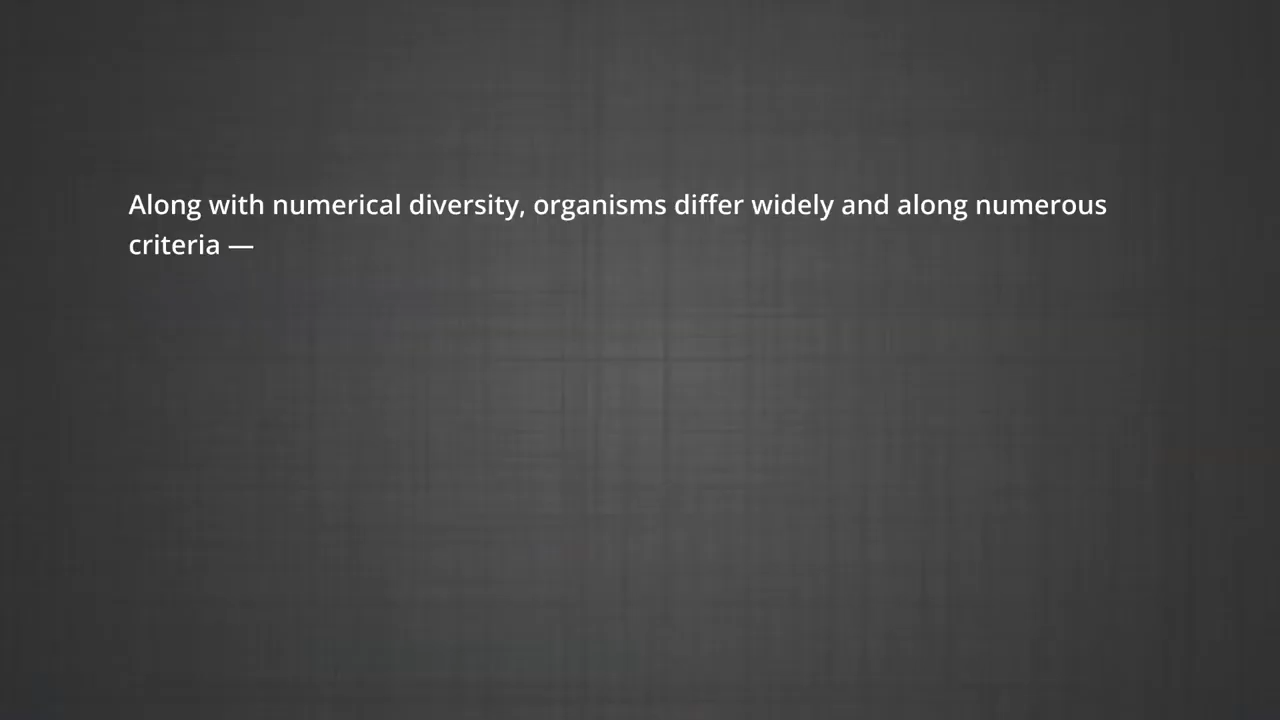 Along with numerical diversity, organisms differ widely and along numerous
criteria —